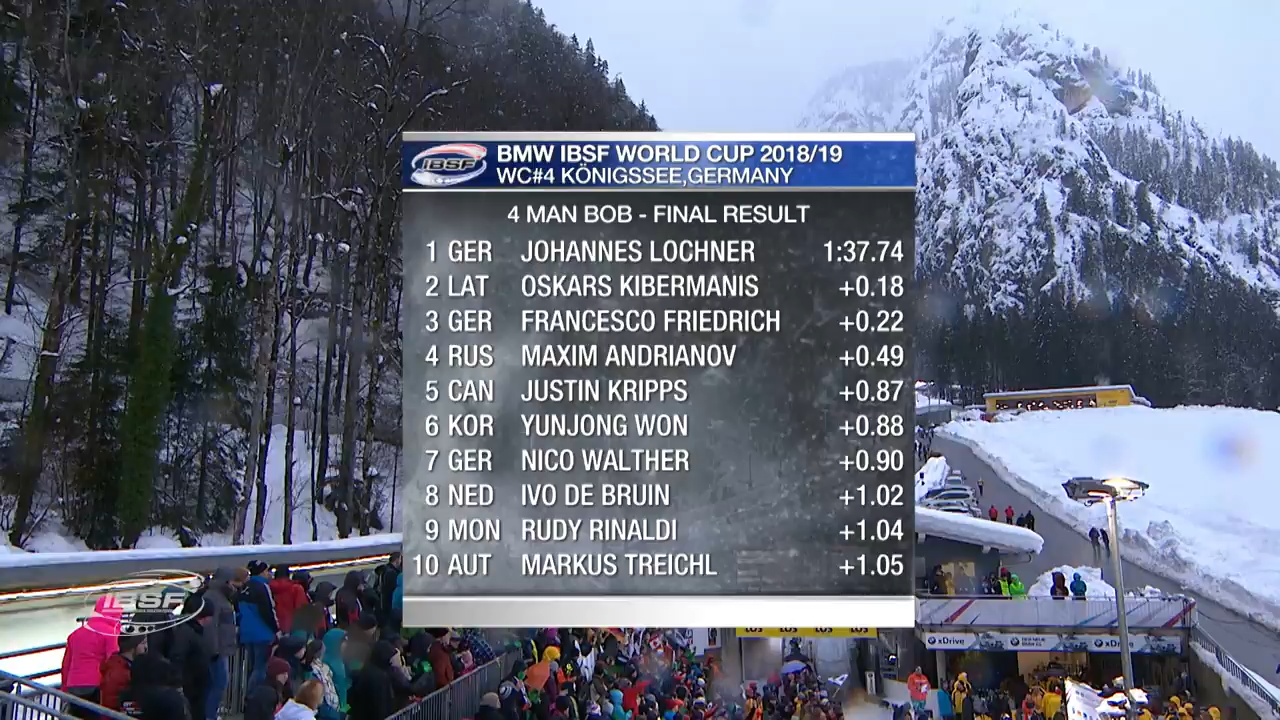 IBSF
BMW IBSF WORLD CUP 2018/19
WC#4 KÖNIGSSEE,GERMANY
4 MAN BOB - FINAL RESULT
1 GER JOHANNES LOCHNER 1:37.74
2 LAT OSKARS KIBERMANIS +0.18
3 GER FRANCESCO FRIEDRICH +0.22
4 RUS MAXIM ANDRIANOV +0.49
5 CAN JUSTIN KRIPPS +0.87
6 KOR YUNJONG WON +0.88
7 GER NICO WALTHER +0.90
8 NED IVO DE BRUIN +1.02
9 MON RUDY RINALDI +1.04
10 AUT MARKUS TREICHL +1.05
IBSF
xDrive
xDrive